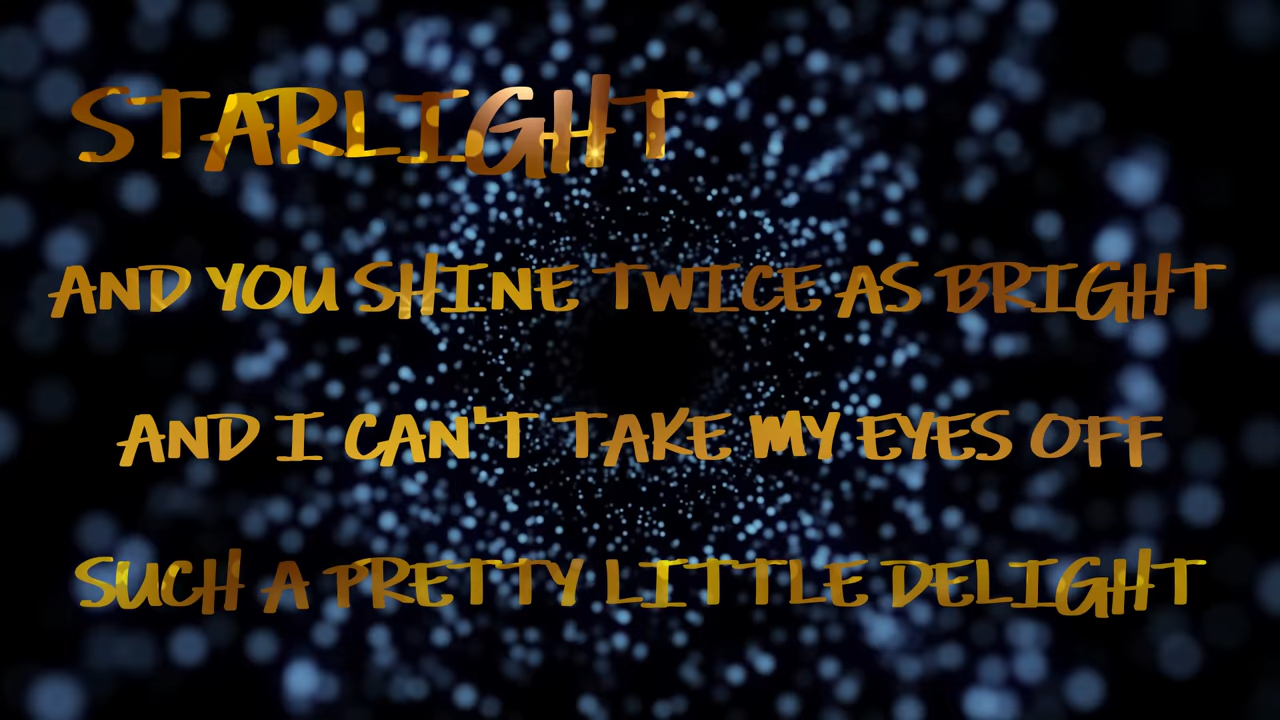 STARLIGHT
AND YOU SHINE TWICE AS BRIGHT
AND I CAN'T TAKE MY EYES OFF
SUCH A PRETTY LITTLE DELIGHT